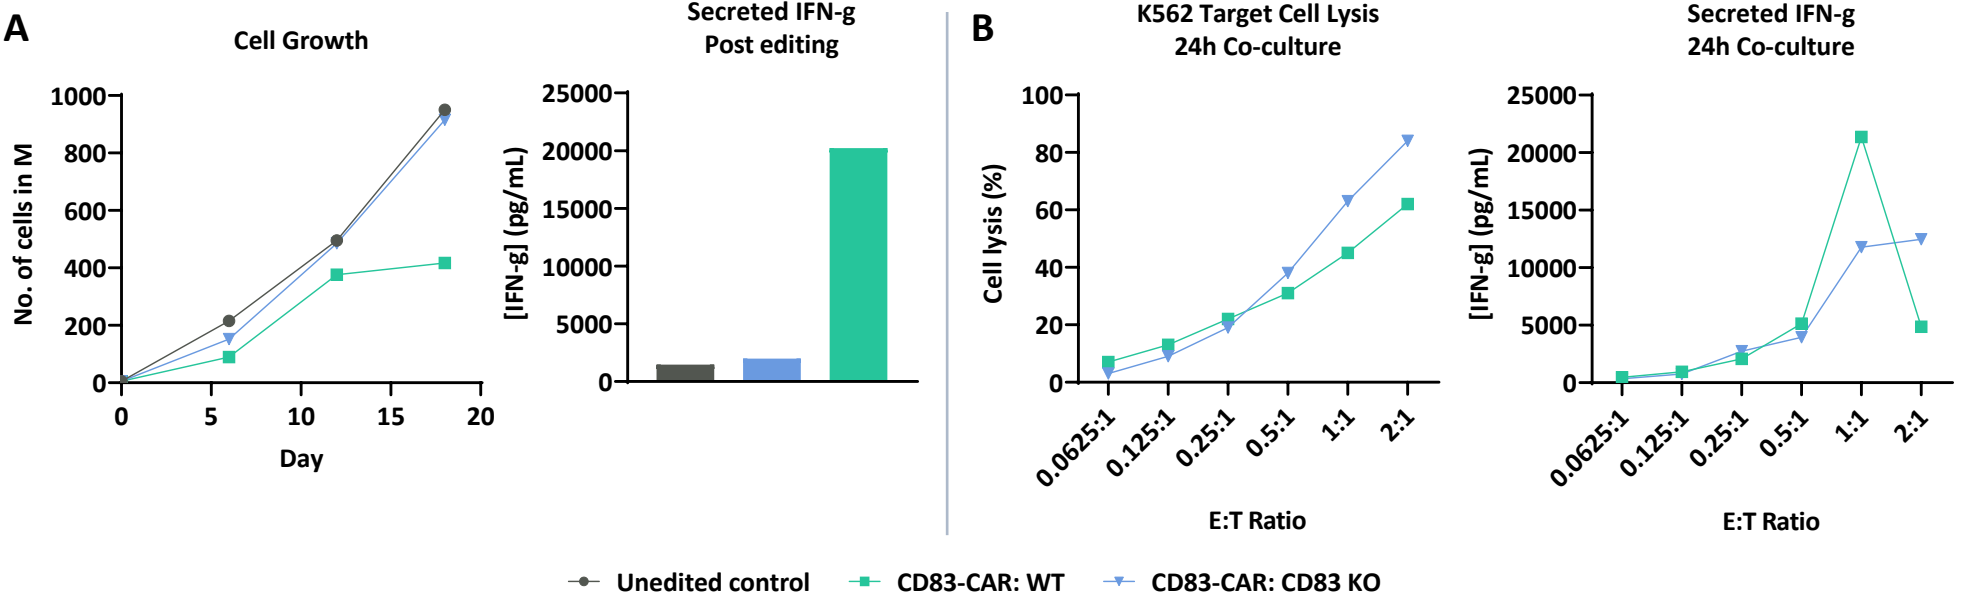 A
Cell Growth
No. of cells in M
1000
800
600
400
200
0
0 5 10 15 20
Day
Secreted IFN-g
Post editing
[IFN-g] (pg/mL)
25000
20000
15000
10000
5000
0
B
K562 Target Cell Lysis
24h Co-culture
Cell lysis (%)
100
80
60
40
20
0
0.0625:1 0.125:1 0.25:1 0.5:1 1:1 2:1
E:T Ratio
Secreted IFN-g
24h Co-culture
[IFN-g] (pg/mL)
25000
20000
15000
10000
5000
0
0.0625:1 0.125:1 0.25:1 0.5:1 1:1 2:1
E:T Ratio
Unedited control CD83-CAR: WT CD83-CAR: CD83 KO